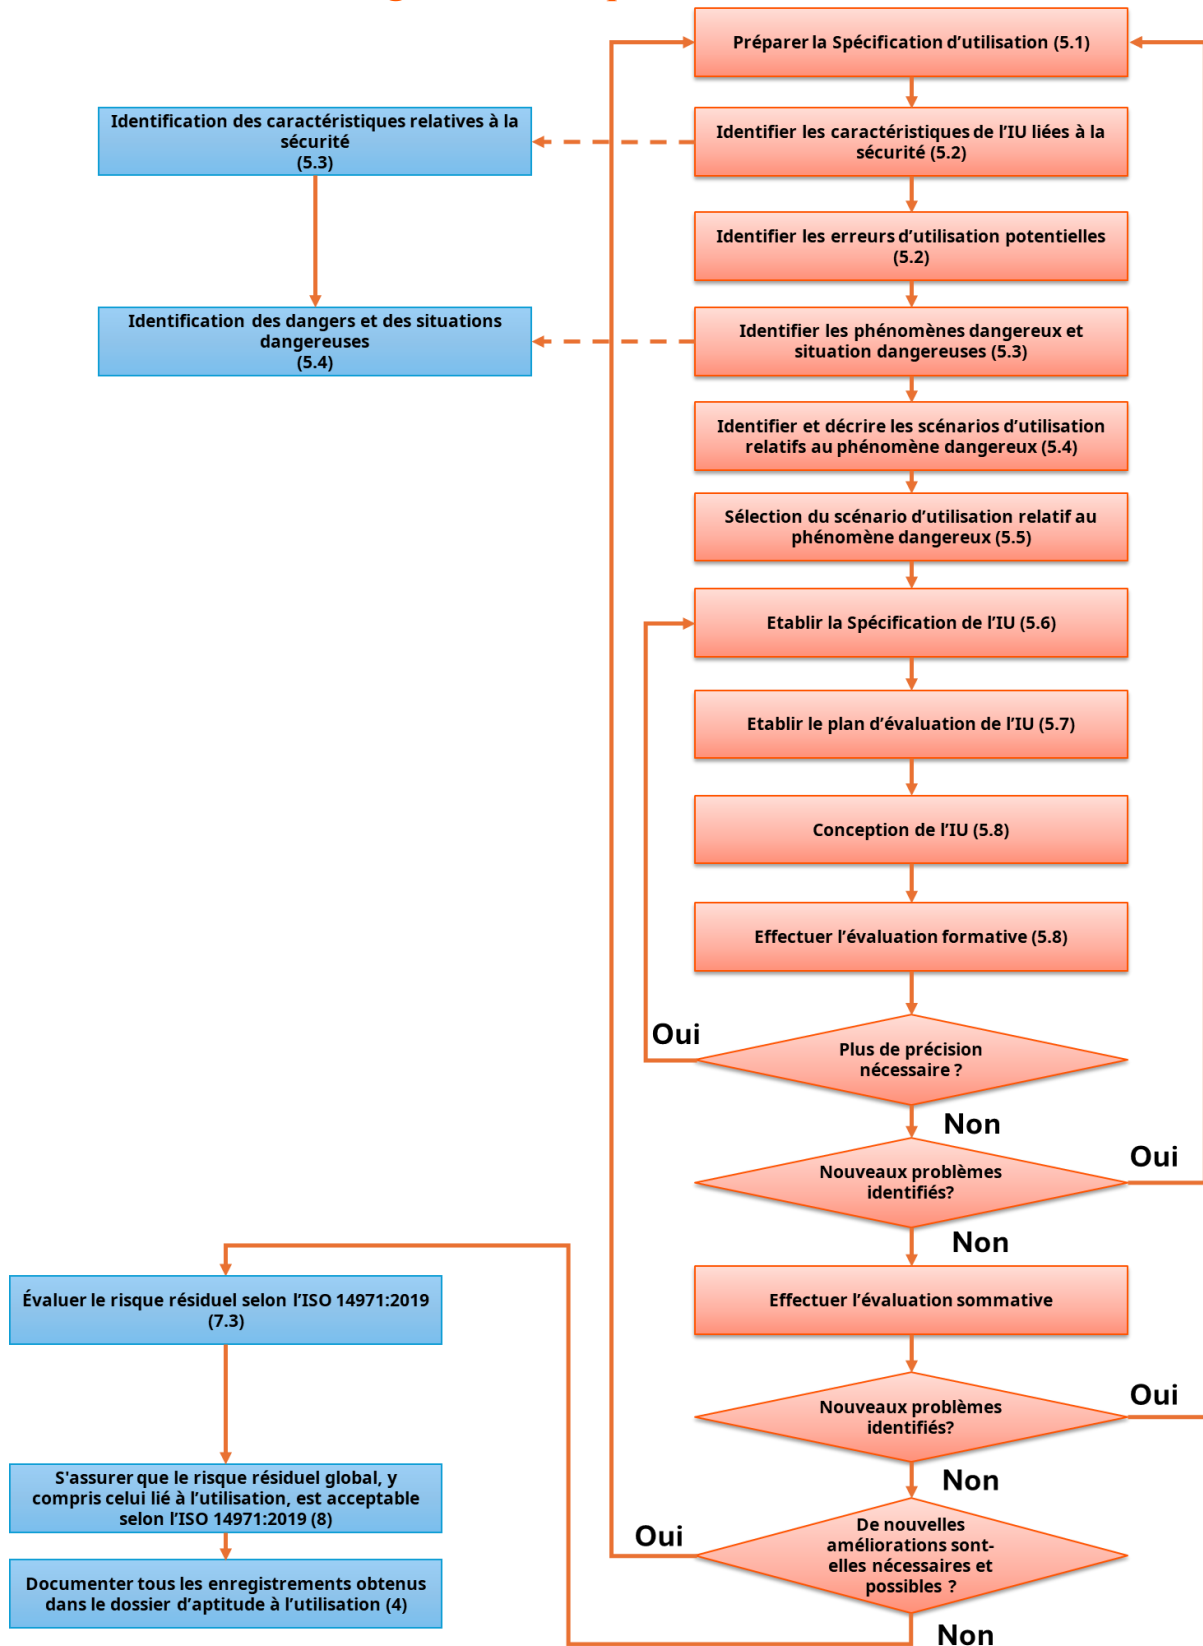 Préparer la Spécification d’utilisation (5.1)
Identification des caractéristiques relatives à la
sécurité
(5.3)
Identifier les caractéristiques de l’IU liées à la
sécurité (5.2)
Identifier les erreurs d’utilisation potentielles
(5.2)
Identification des dangers et des situations
dangereuses
(5.4)
Identifier les phénomènes dangereux et
situation dangereuses (5.3)
Identifier et décrire les scénarios d’utilisation
relatifs au phénomène dangereux (5.4)
Sélection du scénario d’utilisation relatif au
phénomène dangereux (5.5)
Etablir la Spécification de l’IU (5.6)
Etablir le plan d’évaluation de l’IU (5.7)
Conception de l’IU (5.8)
Effectuer l’évaluation formative (5.8)
Oui
Plus de précision
nécessaire ?
Non
Oui
Nouveaux problèmes
identifiés?
Non
Évaluer le risque résiduel selon l’ISO 14971:2019
(7.3)
Effectuer l’évaluation sommative
Oui
Nouveaux problèmes
identifiés?
Non
S'assurer que le risque résiduel global, y
compris celui lié à l’utilisation, est acceptable
selon l’ISO 14971:2019 (8)
Oui
De nouvelles
améliorations sont-
elles nécessaires et
possibles ?
Documenter tous les enregistrements obtenus
dans le dossier d’aptitude à l’utilisation (4)
Non